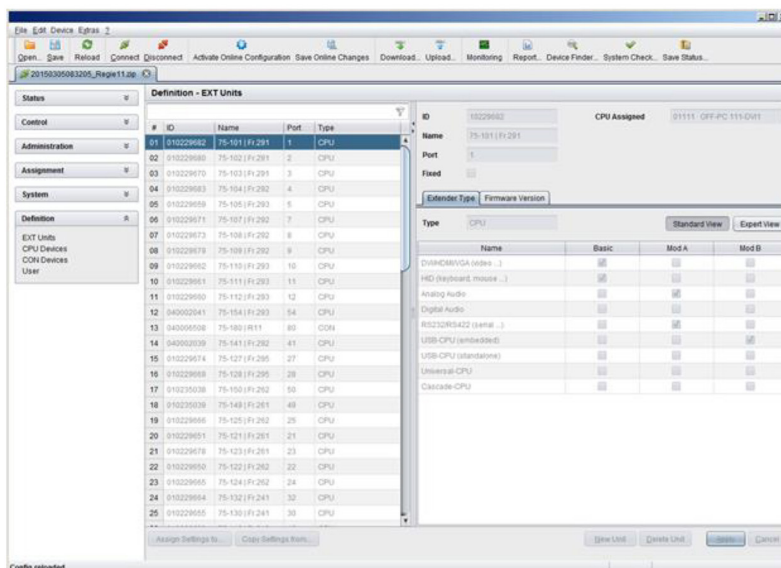 File Edit Device Extras ?
Open... Save Reload Connect Disconnect Activate Online Configuration Save Online Changes Download... Upload... Monitoring Report... Device Finder... System Check... Save Status...
20150305083205_Regie11.zip
Status
Control
Administration
Assignment
System
Definition
EXT Units
CPU Devices
CON Devices
User
Definition - EXT Units
# ID Name Port Type
01 010229682 75-101 | Fr.291 1 CPU
02 010229680 75-102 | Fr.291 2 CPU
03 010229670 75-103 | Fr.291 3 CPU
04 010229683 75-104 | Fr.292 4 CPU
05 010229659 75-105 | Fr.293 5 CPU
06 010229671 75-107 | Fr.292 7 CPU
07 010229673 75-108 | Fr.292 8 CPU
08 010229679 75-109 | Fr.292 9 CPU
09 010229662 75-110 | Fr.293 10 CPU
10 010229661 75-111 | Fr.293 11 CPU
11 010229660 75-112 | Fr.293 12 CPU
12 040002041 75-154 | Fr.293 54 CPU
13 040006508 75-180 | R11 80 CON
14 040002039 75-141 | Fr.292 41 CPU
15 010229674 75-127 | Fr.295 27 CPU
16 010229669 75-128 | Fr.295 28 CPU
17 010235038 75-150 | Fr.262 50 CPU
18 010235039 75-149 | Fr.261 49 CPU
19 010229666 75-125 | Fr.262 25 CPU
20 010229651 75-121 | Fr.261 21 CPU
21 010229678 75-123 | Fr.261 23 CPU
22 010229650 75-122 | Fr.262 22 CPU
23 010229665 75-124 | Fr.262 24 CPU
24 010229664 75-132 | Fr.241 32 CPU
25 010229655 75-130 | Fr.241 30 CPU
Assign Settings to... Copy Settings from...
ID 10229682 CPU Assigned 01111 OFF-PC 111-DVI1
Name 75-101 | Fr.291
Port 1
Fixed
Extender Type Firmware Version
Type CPU Standard View Expert View
Name Basic Mod A Mod B
DVI/HDMI/VGA (video ...)
HID (keyboard, mouse ...)
Analog Audio
Digital Audio
RS232/RS422 (serial ...)
USB-CPU (embedded)
USB-CPU (standalone)
Universal-CPU
Cascade-CPU
New Unit Delete Unit Apply Cancel
Config reloaded